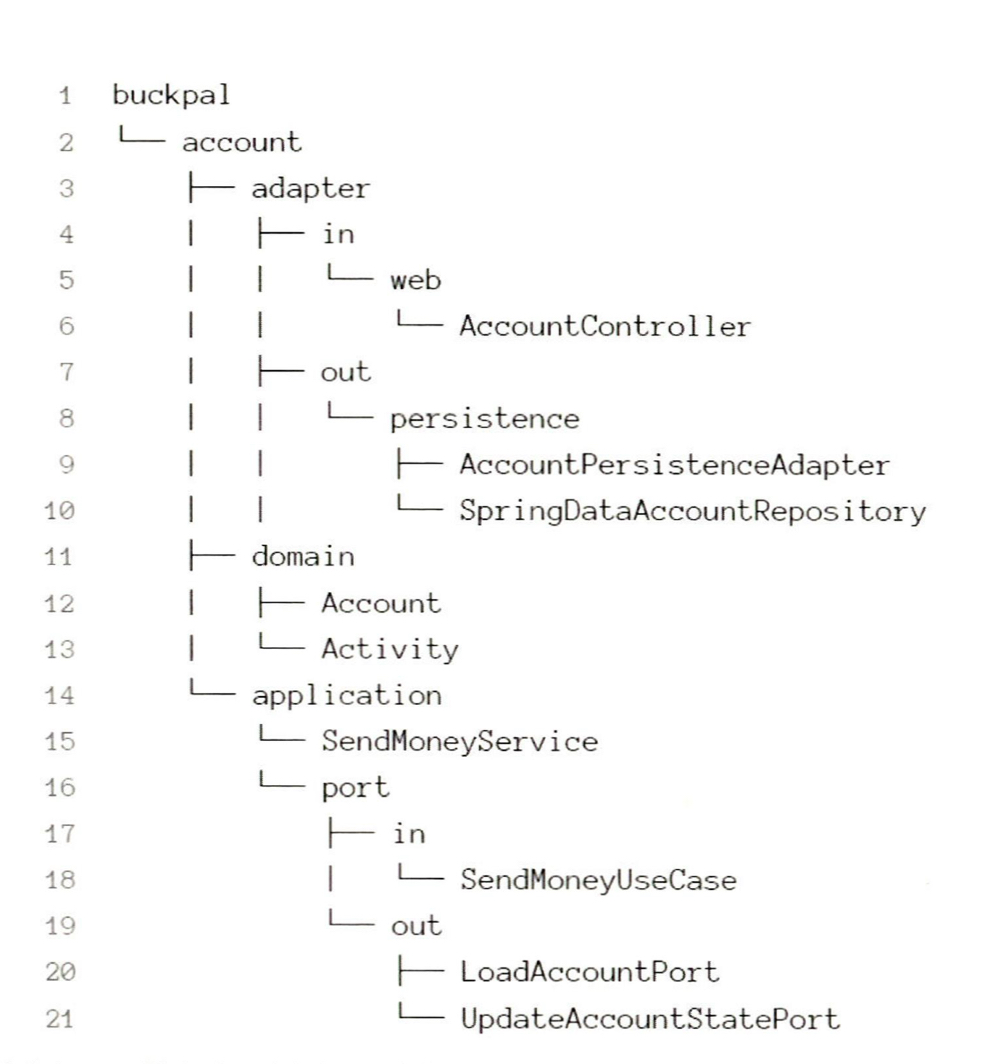 1 buckpal
2 └── account
3     ├── adapter
4     |   ├── in
5     |   |   └── web
6     |   |       └── AccountController
7     |   ├── out
8     |   |   └── persistence
9     |   |       ├── AccountPersistenceAdapter
10     |   |       └── SpringDataAccountRepository
11     ├── domain
12     |   ├── Account
13     |   └── Activity
14     └── application
15         └── SendMoneyService
16         └── port
17             ├── in
18             |   └── SendMoneyUseCase
19             └── out
20                 ├── LoadAccountPort
21                 └── UpdateAccountStatePort